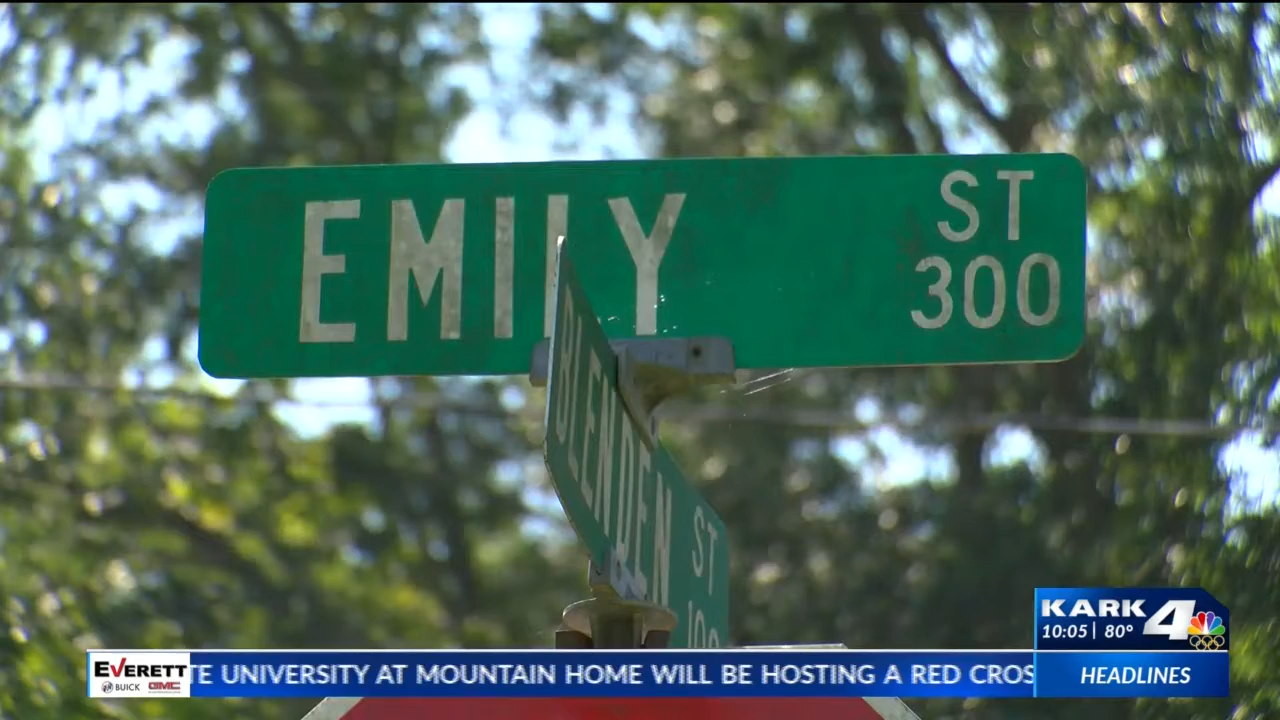 EMILY ST
300
BLENDEN ST
100
KARK 4
10:05 | 80°
EVERETT
BUICK GMC
TE UNIVERSITY AT MOUNTAIN HOME WILL BE HOSTING A RED CROS
HEADLINES